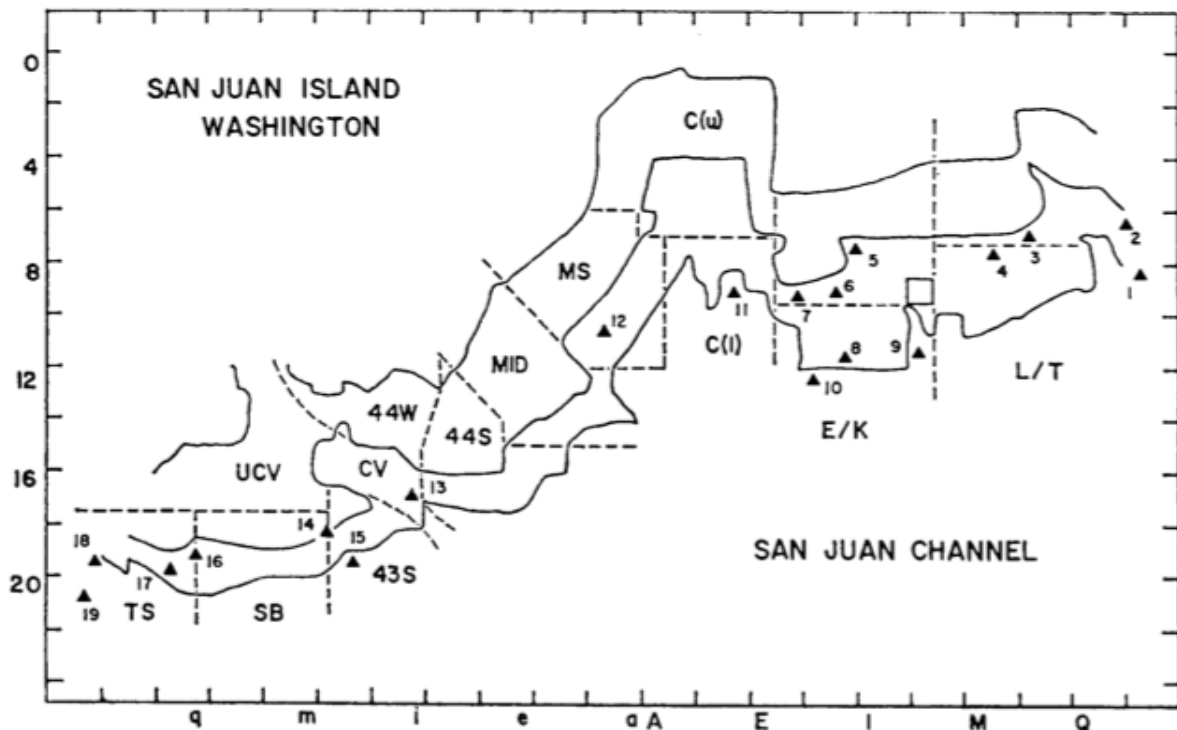 SAN JUAN ISLAND
WASHINGTON
0
4
8
12
16
20
C(u)
MS
MID
44W
44S
UCV
CV
C(l)
E/K
L/T
43S
TS
SB
SAN JUAN CHANNEL
1
2
3
4
5
6
7
8
9
10
11
12
13
14
15
16
17
18
19
q m i e a A E I M Q